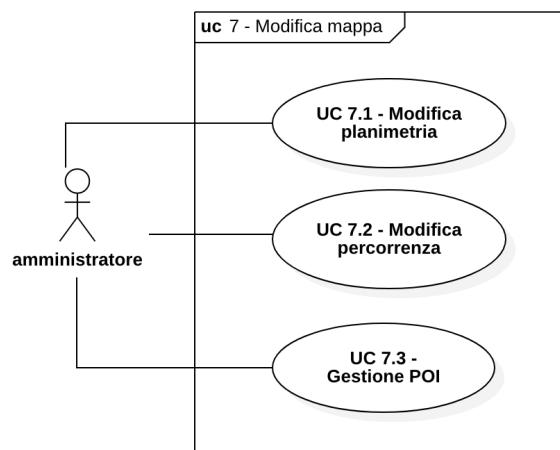 uc 7 - Modifica mappa
UC 7.1 - Modifica
planimetria
UC 7.2 - Modifica
percorrenza
amministratore
UC 7.3 -
Gestione POI